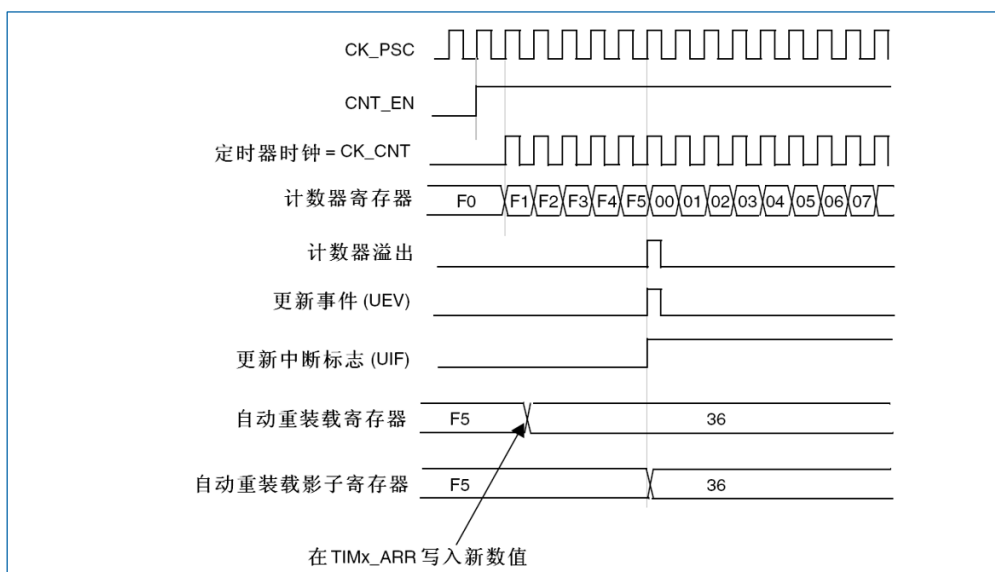 CK_PSC
CNT_EN
定时器时钟 = CK_CNT
计数器寄存器 F0 F1 F2 F3 F4 F5 00 01 02 03 04 05 06 07
计数器溢出
更新事件 (UEV)
更新中断标志 (UIF)
自动重装载寄存器 F5 36
自动重装载影子寄存器 F5 36
在 TIMx_ARR 写入新数值